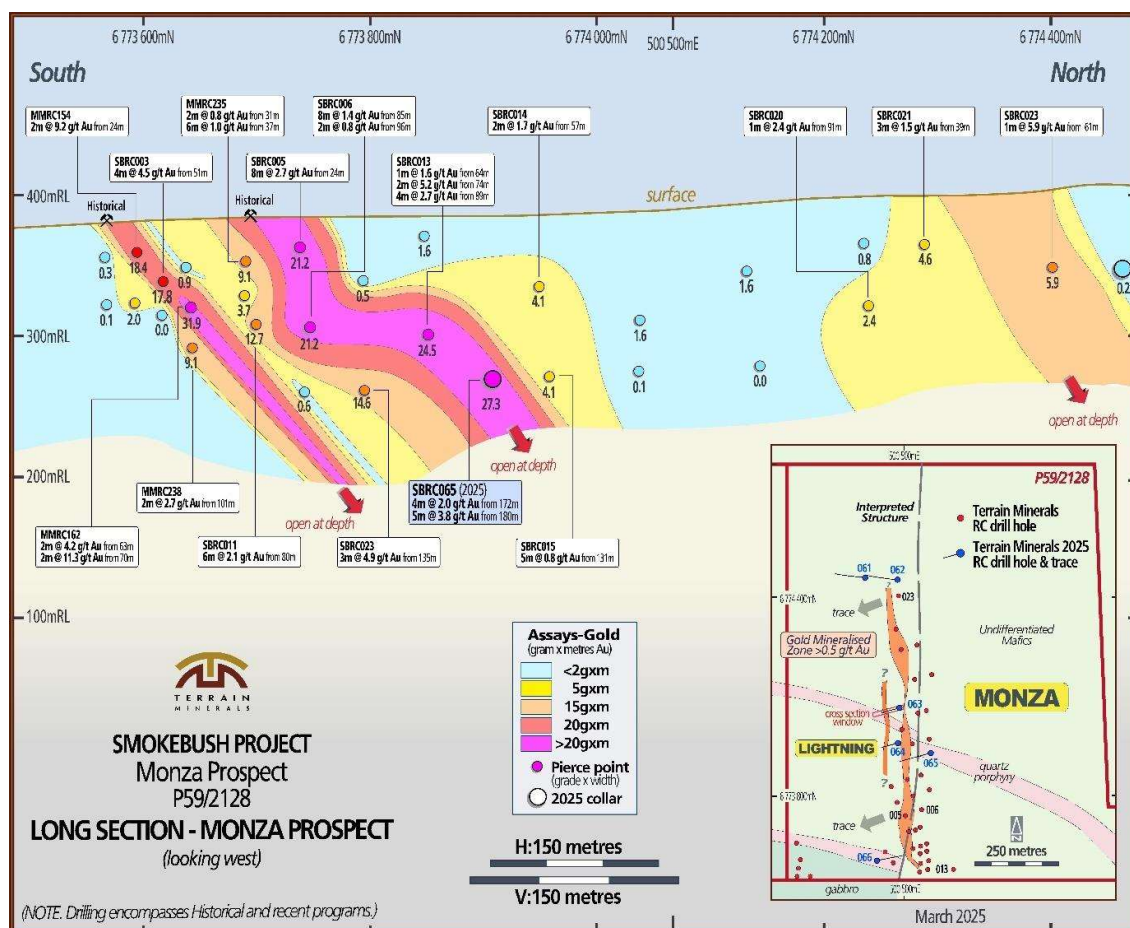 6 773 600mN
6 773 800mN
6 774 000mN
500 500mE
6 774 200mN
6 774 400mN
South
North
MMRC154
2m @ 9.2 g/t Au from 24m
SBRC003
4m @ 4.5 g/t Au from 51m
MMRC235
2m @ 0.8 g/t Au from 31m
6m @ 1.0 g/t Au from 37m
SBRC005
8m @ 2.7 g/t Au from 24m
SBRC006
8m @ 1.4 g/t Au from 85m
2m @ 0.8 g/t Au from 96m
SBRC013
1m @ 1.6 g/t Au from 64m
2m @ 5.2 g/t Au from 74m
4m @ 2.7 g/t Au from 89m
SBRC014
2m @ 1.7 g/t Au from 57m
SBRC020
1m @ 2.4 g/t Au from 91m
SBRC021
3m @ 1.5 g/t Au from 39m
SBRC023
1m @ 5.9 g/t Au from 61m
400mRL
Historical
Historical
surface
0.3
18.4
0.9
9.1
21.2
1.6
0.5
4.1
1.6
0.8
4.6
5.9
0.2
0.1
2.0
17.8
0.0
31.9
3.7
12.7
21.2
24.5
1.6
2.4
300mRL
9.1
0.6
14.6
27.3
4.1
0.1
0.0
open at depth
open at depth
open at depth
200mRL
MMRC238
2m @ 2.7 g/t Au from 101m
SBRC065 (2025)
4m @ 2.0 g/t Au from 172m
5m @ 3.8 g/t Au from 180m
MMRC162
2m @ 4.2 g/t Au from 63m
2m @ 11.3 g/t Au from 70m
SBRC011
6m @ 2.1 g/t Au from 80m
SBRC023
3m @ 4.9 g/t Au from 135m
SBRC015
5m @ 0.8 g/t Au from 131m
100mRL
TERRAIN
MINERALS
SMOKEBUSH PROJECT
Monza Prospect
P59/2128
LONG SECTION - MONZA PROSPECT
(looking west)
(NOTE. Drilling encompasses Historical and recent programs.)
Assays-Gold
(gram x metres Au)
<2gxm
5gxm
15gxm
20gxm
>20gxm
Pierce point
(grade x width)
2025 collar
H:150 metres
V:150 metres
500 900mE
P59/2128
Interpreted
Structure
Terrain Minerals
RC drill hole
Terrain Minerals 2025
RC drill hole & trace
061
062
?
6 774 400mN
023
trace
Undifferentiated
Mafics
Gold Mineralised
Zone >0.5 g/t Au
?
MONZA
cross section
window
063
LIGHTNING
064
065
quartz
porphyry
?
6 773 800mN
005
006
trace
N
250 metres
066
013
gabbro
500 900mE
March 2025